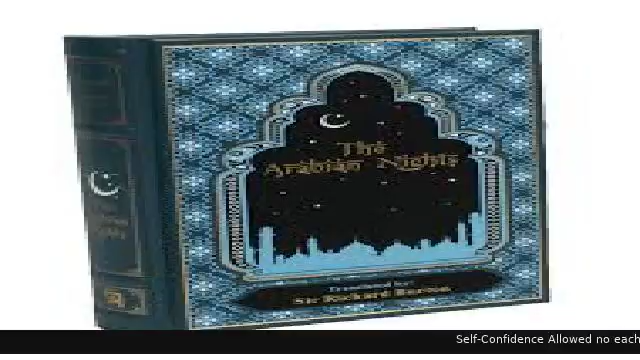 The
Arabian Nights
Translated by
Sir Richard Burton
Self-Confidence Allowed no each